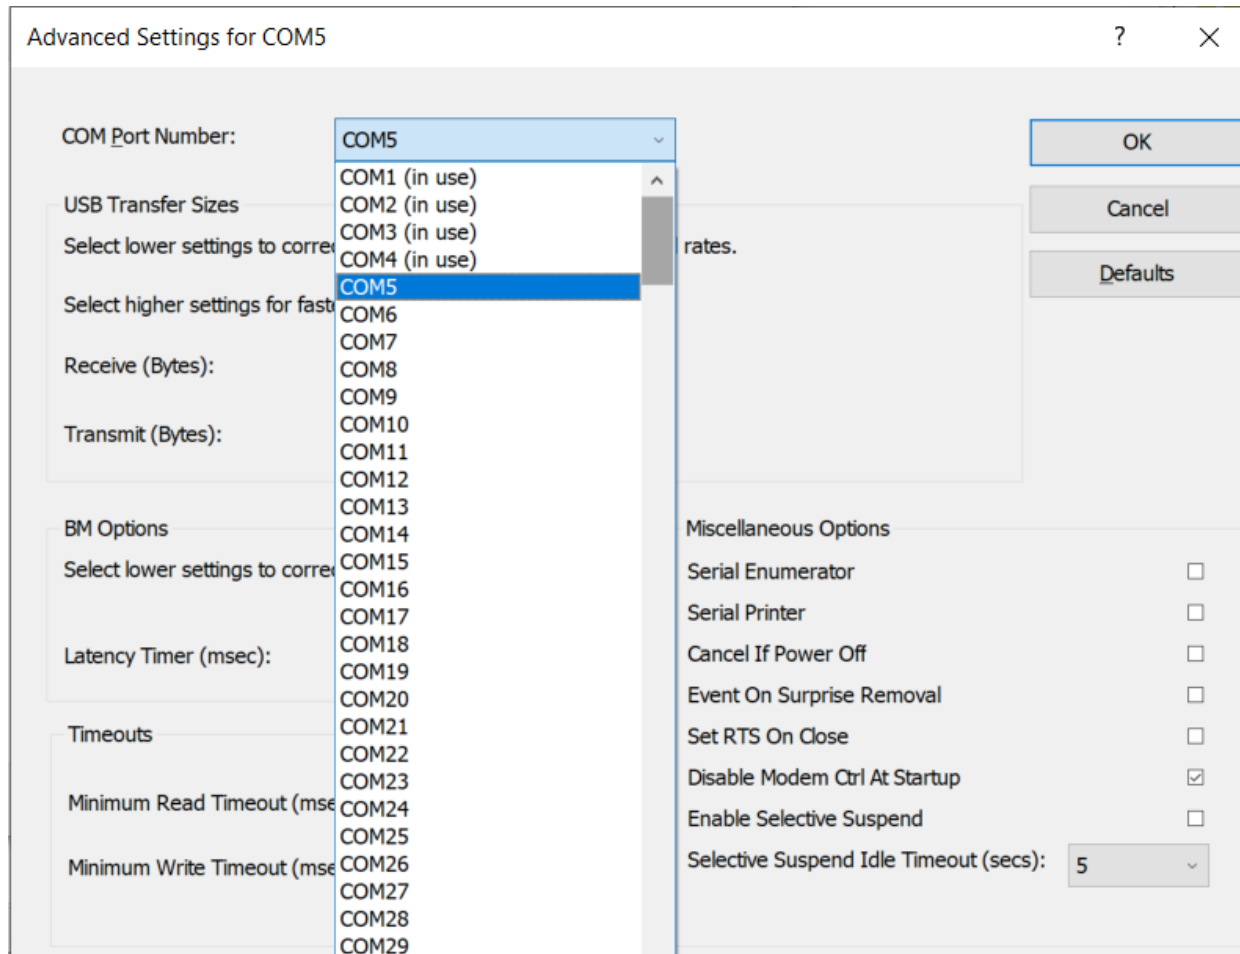 Advanced Settings for COM5
?
COM Port Number:
COM5
OK
COM1 (in use)
COM2 (in use)
USB Transfer Sizes
Cancel
COM3 (in use)
Select lower settings to corre
rates.
COM4 (in use)
COM5
Defaults
Select higher settings for fast
COM6
COM7
Receive (Bytes):
COM8
COM9
COM10
Transmit (Bytes):
COM11
COM12
COM13
BM Options
COM14
Miscellaneous Options
Select lower settings to corre
COM15
Serial Enumerator
COM16
COM17
Serial Printer
COM18
Latency Timer (msec):
Cancel If Power Off
COM19
COM20
Event On Surprise Removal
COM21
Timeouts
Set RTS On Close
COM22
COM23
Disable Modem Ctrl At Startup
Minimum Read Timeout (mse
COM24
Enable Selective Suspend
COM25
Minimum Write Timeout (mse
COM26
Selective Suspend Idle Timeout (secs):
5
COM27
COM28
COM29